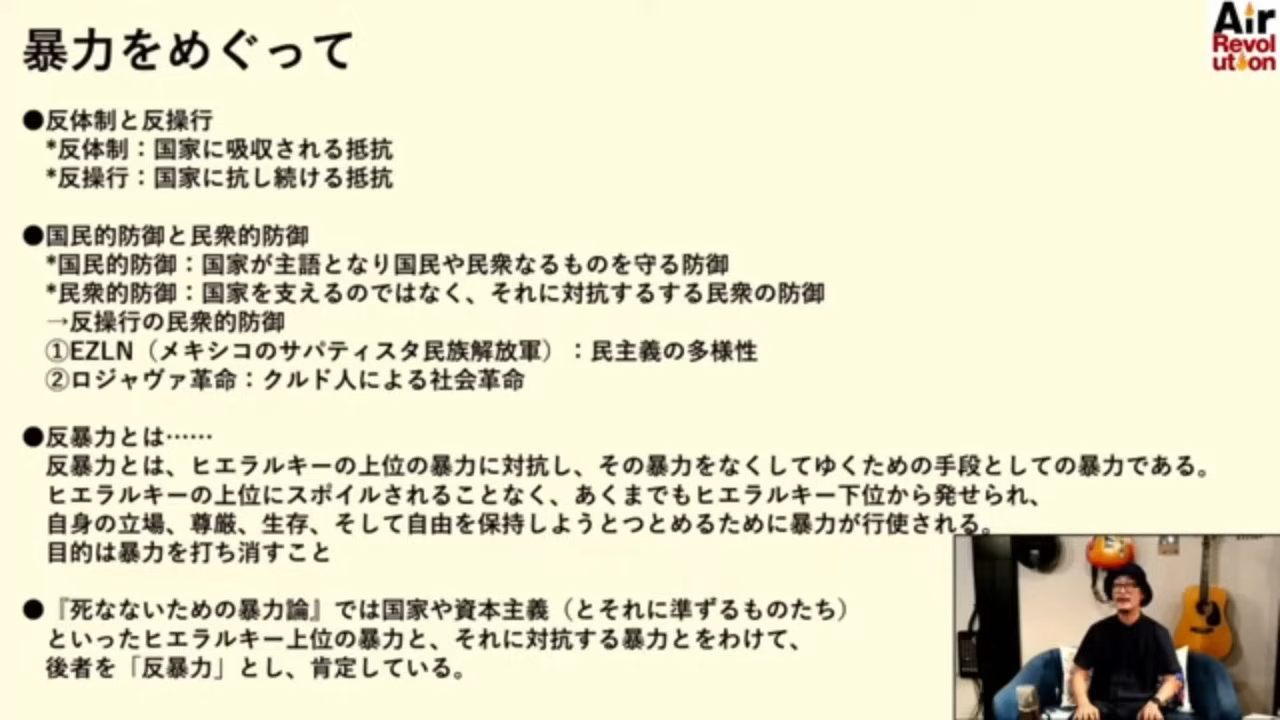 暴力をめぐって
Air
Revol
ution
●反体制と反操行
*反体制：国家に吸収される抵抗
*反操行：国家に抗し続ける抵抗
●国民的防御と民衆的防御
*国民的防御：国家が主語となり国民や民衆なるものを守る防御
*民衆的防御：国家を支えるのではなく、それに対抗するする民衆の防御
→反操行の民衆的防御
①EZLN（メキシコのサパティスタ民族解放軍）：民主義の多様性
②ロジャヴァ革命：クルド人による社会革命
●反暴力とは……
反暴力とは、ヒエラルキーの上位の暴力に対抗し、その暴力をなくしてゆくための手段としての暴力である。
ヒエラルキーの上位にスポイルされることなく、あくまでもヒエラルキー下位から発せられ、
自身の立場、尊厳、生存、そして自由を保持しようとつとめるために暴力が行使される。
目的は暴力を打ち消すこと
●『死なないための暴力論』では国家や資本主義（とそれに準ずるものたち）
といったヒエラルキー上位の暴力と、それに対抗する暴力とをわけて、
後者を「反暴力」とし、肯定している。